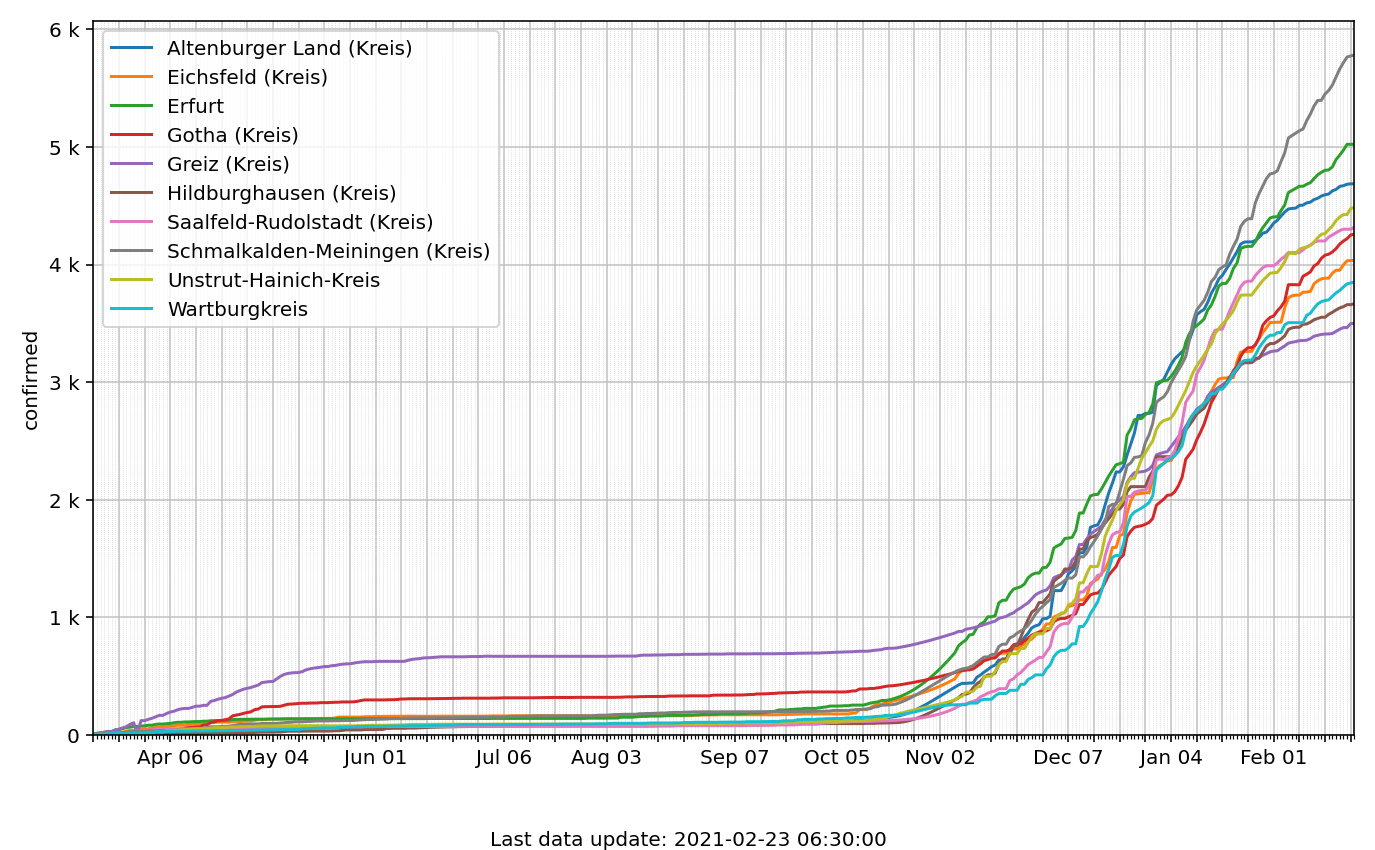 6 k
5 k
4 k
3 k
2 k
1 k
0
confirmed
Altenburger Land (Kreis)
Eichsfeld (Kreis)
Erfurt
Gotha (Kreis)
Greiz (Kreis)
Hildburghausen (Kreis)
Saalfeld-Rudolstadt (Kreis)
Schmalkalden-Meiningen (Kreis)
Unstrut-Hainich-Kreis
Wartburgkreis
Apr 06 May 04 Jun 01 Jul 06 Aug 03 Sep 07 Oct 05 Nov 02 Dec 07 Jan 04 Feb 01
Last data update: 2021-02-23 06:30:00